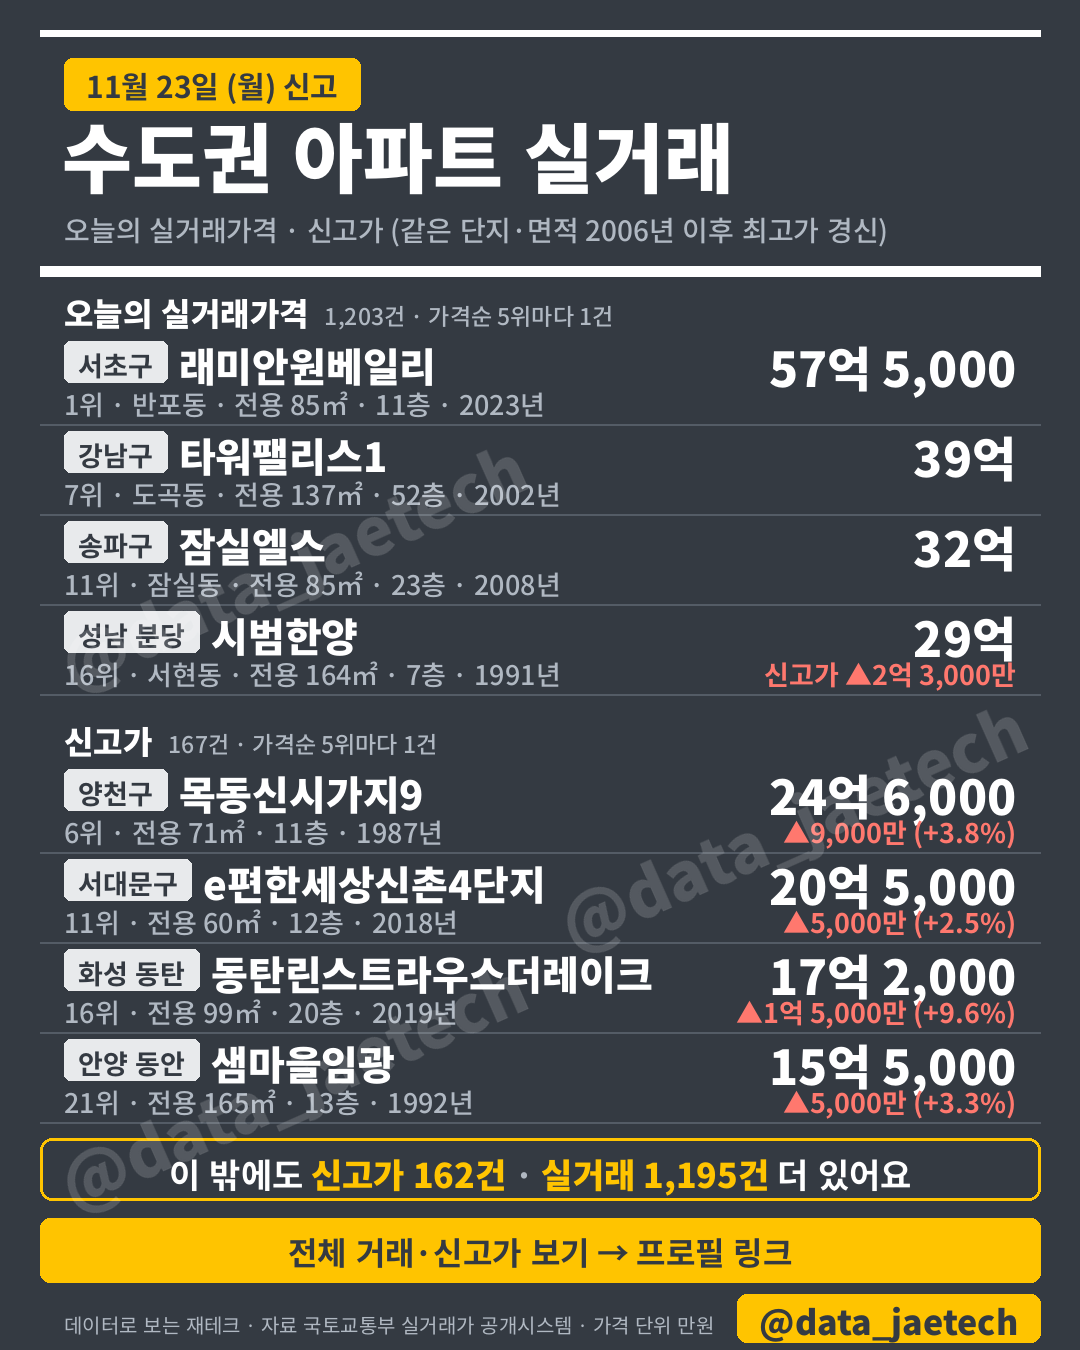 11월 23일 (월) 신고
수도권 아파트 실거래
오늘의 실거래가격 · 신고가 (같은 단지·면적 2006년 이후 최고가 경신)
오늘의 실거래가격 1,203건 · 가격순 5위마다 1건
서초구 래미안원베일리 57억 5,000
1위 · 반포동 · 전용 85㎡ · 11층 · 2023년
강남구 타워팰리스1 39억
7위 · 도곡동 · 전용 137㎡ · 52층 · 2002년
송파구 잠실엘스 32억
11위 · 잠실동 · 전용 85㎡ · 23층 · 2008년
성남 분당 시범한양 29억
16위 · 서현동 · 전용 164㎡ · 7층 · 1991년 신고가 ▲2억 3,000만
신고가 167건 · 가격순 5위마다 1건
양천구 목동신시가지9 24억 6,000
6위 · 전용 71㎡ · 11층 · 1987년 ▲9,000만 (+3.8%)
서대문구 e편한세상신촌4단지 20억 5,000
11위 · 전용 60㎡ · 12층 · 2018년 ▲5,000만 (+2.5%)
화성 동탄 동탄린스트라우스더레이크 17억 2,000
16위 · 전용 99㎡ · 20층 · 2019년 ▲1억 5,000만 (+9.6%)
안양 동안 샘마을임광 15억 5,000
21위 · 전용 165㎡ · 13층 · 1992년 ▲5,000만 (+3.3%)
이 밖에도 신고가 162건 · 실거래 1,195건 더 있어요
전체 거래·신고가 보기 → 프로필 링크
데이터로 보는 재테크 · 자료 국토교통부 실거래가 공개시스템 · 가격 단위 만원 @data_jaetech
@data_jaetech
@data_jaetech
@data_jaetech